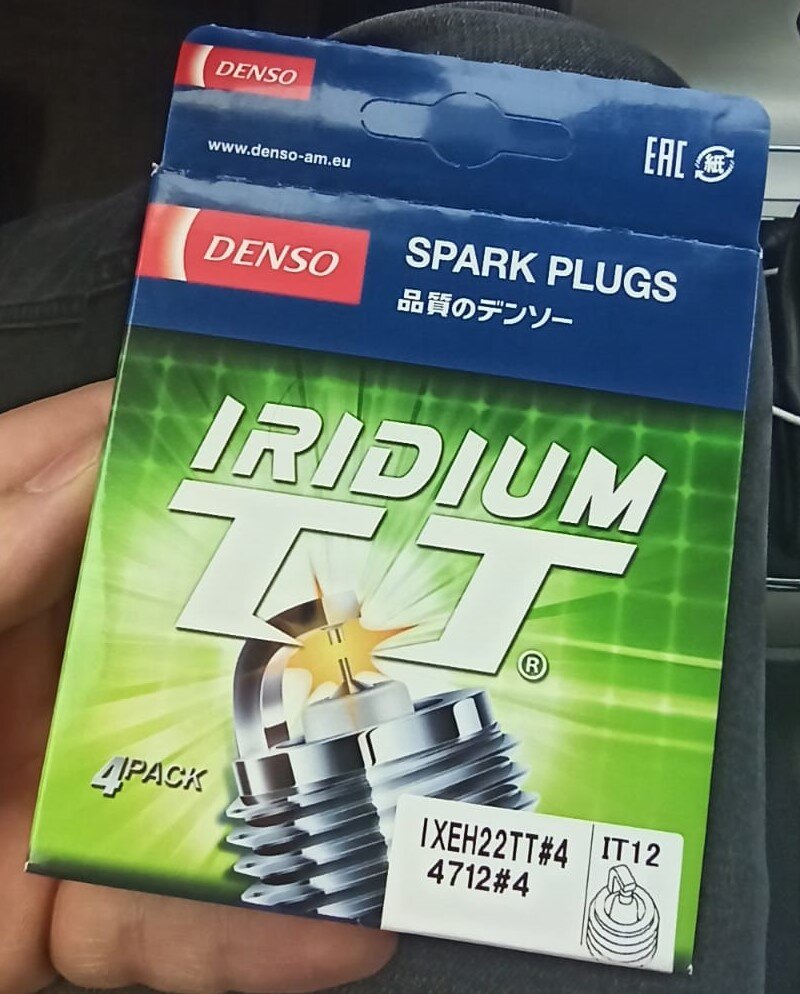 DENSO
www.denso-am.eu
EAC
紙
DENSO
SPARK PLUGS
品質のデンソー
IRIDIUM
TT®
4PACK
IXEH22TT#4
4712#4
IT12